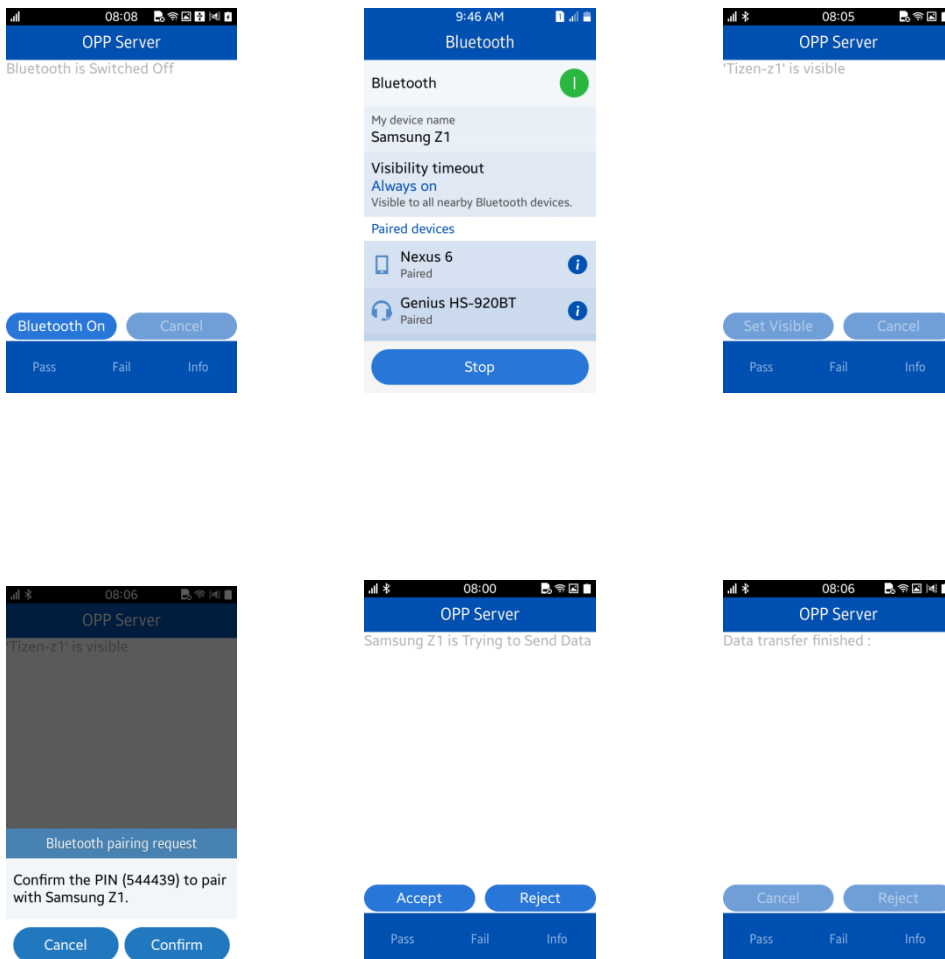 08:08
OPP Server
Bluetooth is Switched Off
Bluetooth On
Cancel
Pass
Fail
Info
9:46 AM
1
Bluetooth
Bluetooth
My device name
Samsung Z1
Visibility timeout
Always on
Visible to all nearby Bluetooth devices.
Paired devices
Nexus 6
Paired
Genius HS-920BT
Paired
Stop
08:05
OPP Server
'Tizen-z1' is visible
Set Visible
Cancel
Pass
Fail
Info
08:06
OPP Server
'Tizen-z1' is visible
Bluetooth pairing request
Confirm the PIN (544439) to pair
with Samsung Z1.
Cancel
Confirm
08:00
OPP Server
Samsung Z1 is Trying to Send Data
Accept
Reject
Pass
Fail
Info
08:06
OPP Server
Data transfer finished :
Cancel
Reject
Pass
Fail
Info